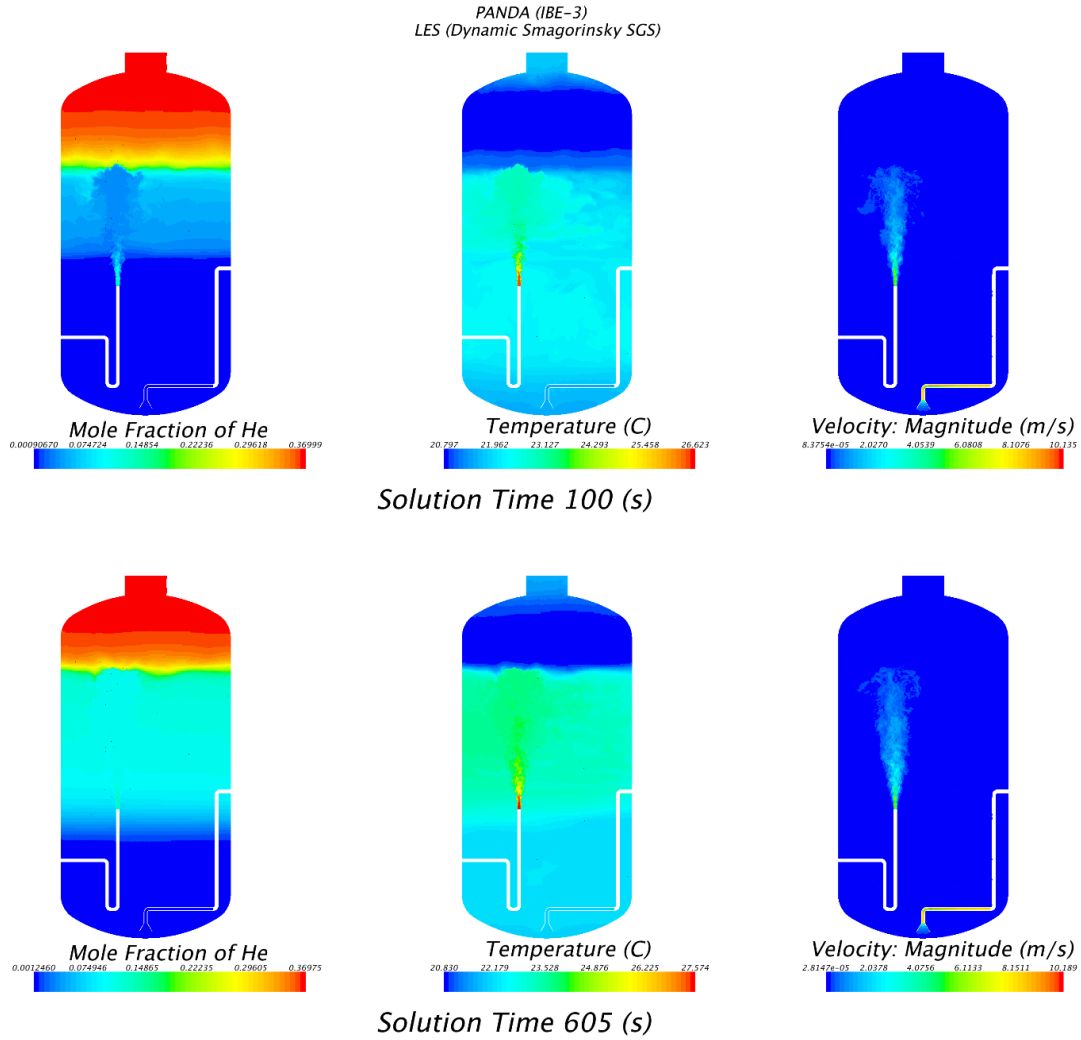 PANDA (IBE-3)
LES (Dynamic Smagorinsky SGS)
Mole Fraction of He
0.00090670 0.074724 0.14854 0.22236 0.29618 0.36999
Temperature (C)
20.797 21.962 23.127 24.293 25.458 26.623
Velocity: Magnitude (m/s)
8.3754e-05 2.0270 4.0539 6.0808 8.1076 10.135
Solution Time 100 (s)
Mole Fraction of He
0.0012460 0.074946 0.14865 0.22235 0.29605 0.36975
Temperature (C)
20.830 22.179 23.528 24.876 26.225 27.574
Velocity: Magnitude (m/s)
2.8147e-05 2.0378 4.0756 6.1133 8.1511 10.189
Solution Time 605 (s)